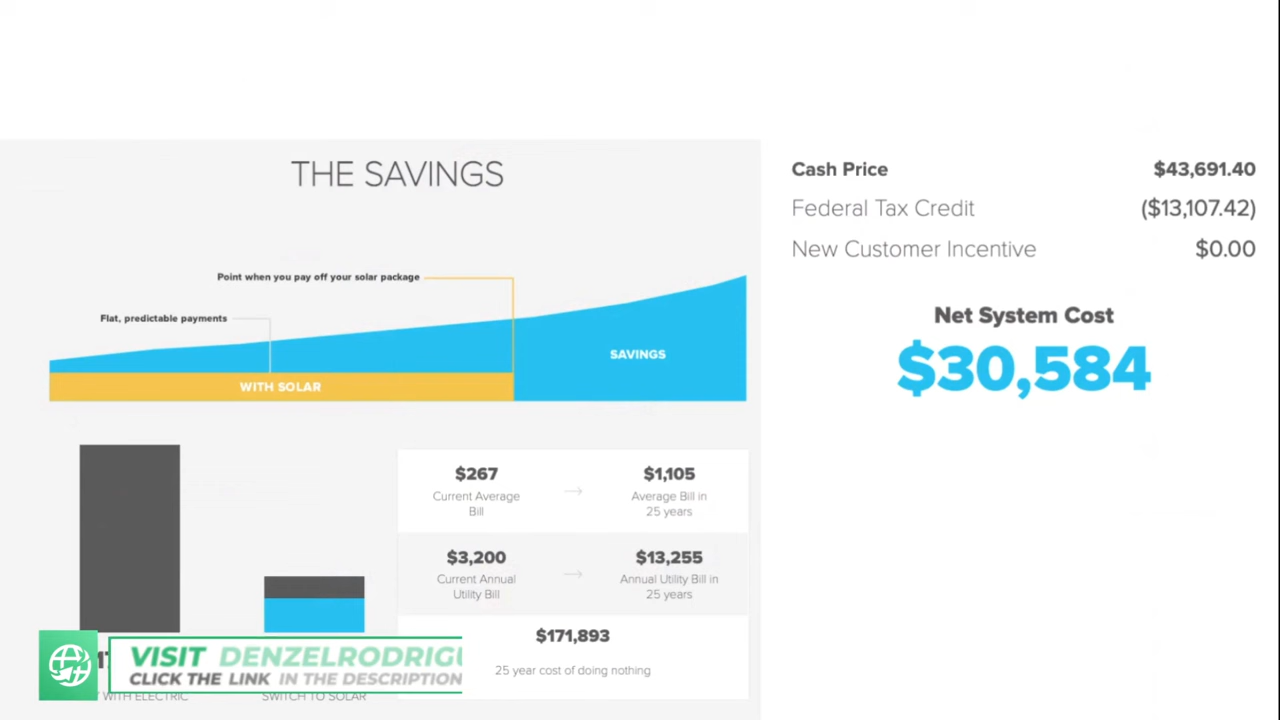 THE SAVINGS
Point when you pay off your solar package
Flat, predictable payments
SAVINGS
WITH SOLAR
$267
Current Average
Bill
$1,105
Average Bill in
25 years
$3,200
Current Annual
Utility Bill
$13,255
Annual Utility Bill in
25 years
$171,893
25 year cost of doing nothing
WITH ELECTRIC
SWITCH TO SOLAR
VISIT
CLICK THE LINK IN THE DESCRIPTION
Cash Price $43,691.40
Federal Tax Credit ($13,107.42)
New Customer Incentive $0.00
Net System Cost
$30,584